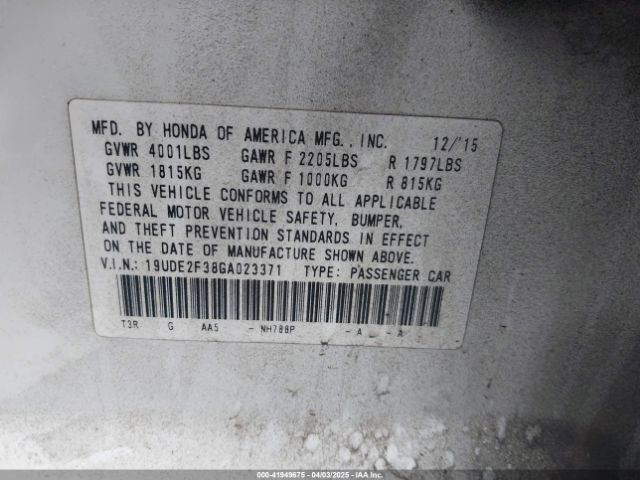 MFD. BY HONDA OF AMERICA MFG., INC. 12/'15
GVWR 4001LBS GAWR F 2205LBS R 1797LBS
GVWR 1815KG GAWR F 1000KG R 815KG
THIS VEHICLE CONFORMS TO ALL APPLICABLE
FEDERAL MOTOR VEHICLE SAFETY, BUMPER,
AND THEFT PREVENTION STANDARDS IN EFFECT
ON THE DATE OF MANUFACTURE SHOWN ABOVE.
V.I.N.: 19UDE2F38GA023371 TYPE: PASSENGER CAR
T3R G AA5 - NH788P - A - A
000-41949675 - 04/03/2025 - IAAI.COM